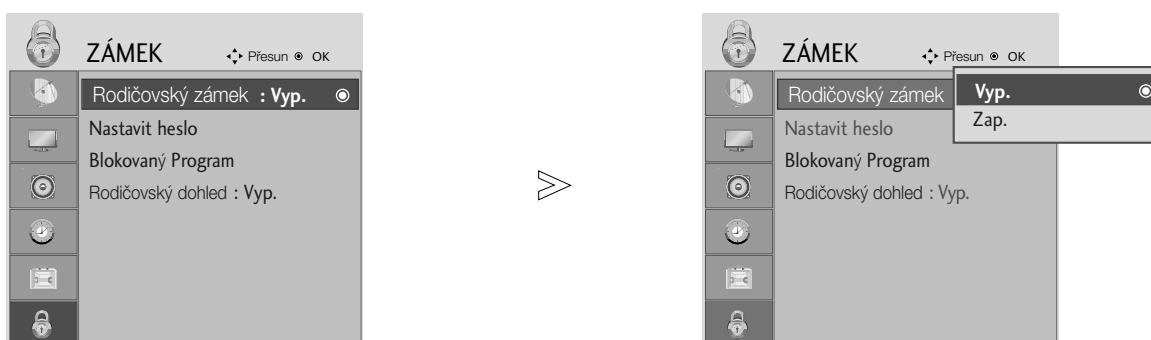 ZÁMEK
Přesun OK
Rodičovský zámek : Vyp.
Nastavit heslo
Blokovaný Program
Rodičovský dohled : Vyp.
ZÁMEK
Přesun OK
Rodičovský zámek
Vyp.
Zap.
Nastavit heslo
Blokovaný Program
Rodičovský dohled : Vyp.